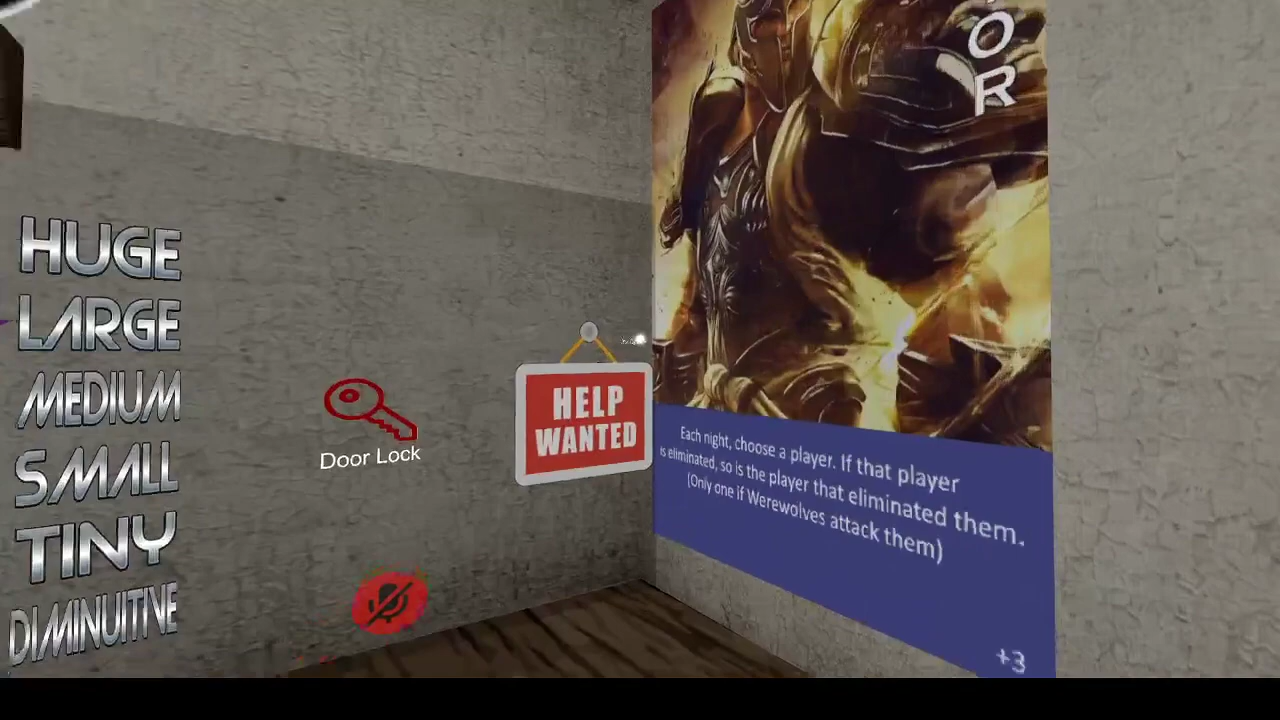 HUGE
LARGE
MEDIUM
SMALL
TINY
DIMINUITIVE
Door Lock
HELP
WANTED
OR
Each night, choose a player. If that player
is eliminated, so is the player that eliminated them.
(Only one if Werewolves attack them)
+3